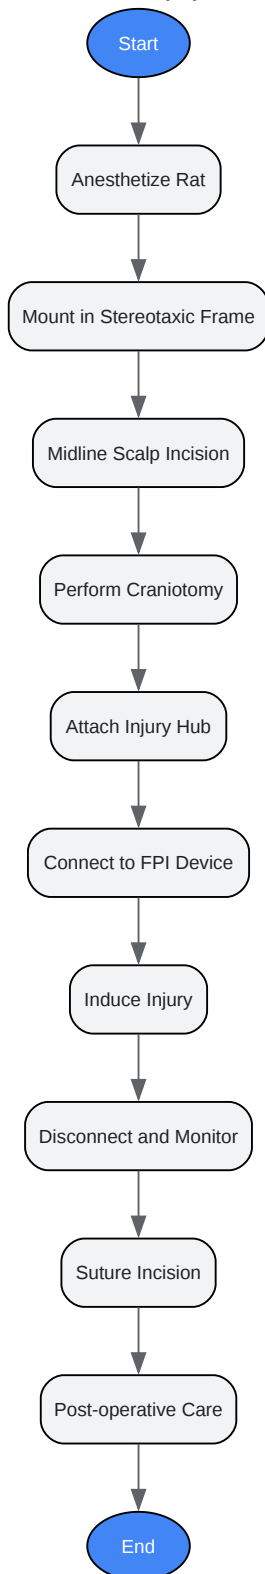 Start
Anesthetize Rat
Mount in Stereotaxic Frame
Midline Scalp Incision
Perform Craniotomy
Attach Injury Hub
Connect to FPI Device
Induce Injury
Disconnect and Monitor
Suture Incision
Post-operative Care
End